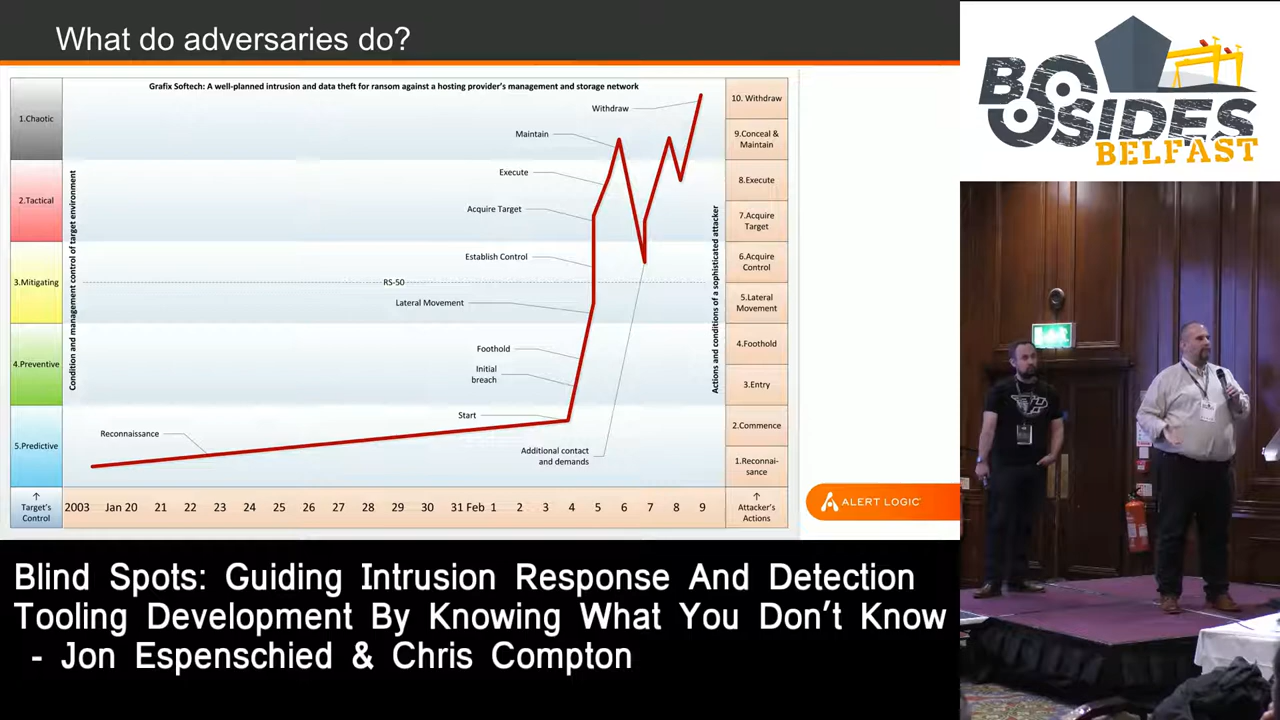 What do adversaries do?
Grafix Softech: A well-planned intrusion and data theft for ransom against a hosting provider's management and storage network
1.Chaotic
2.Tactical
3.Mitigating
4.Preventive
5.Predictive
↑
Target's
Control
Condition and management control of target environment
Withdraw
Maintain
Execute
Acquire Target
Establish Control
RS-50
Lateral Movement
Foothold
Initial
breach
Start
Reconnaissance
Additional contact
and demands
Actions and conditions of a sophisticated attacker
10. Withdraw
9.Conceal &
Maintain
8.Execute
7.Acquire
Target
6.Acquire
Control
5.Lateral
Movement
4.Foothold
3.Entry
2.Commence
1.Reconnai-
sance
↑
Attacker's
Actions
2003 Jan 20 21 22 23 24 25 26 27 28 29 30 31 Feb 1 2 3 4 5 6 7 8 9
ALERT LOGIC
BSIDES
BELFAST
Blind Spots: Guiding Intrusion Response And Detection
Tooling Development By Knowing What You Don't Know
- Jon Espenschied & Chris Compton